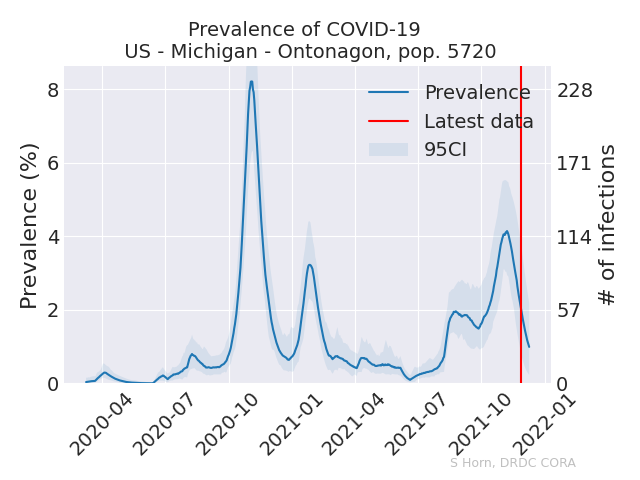 Prevalence of COVID-19
US - Michigan - Ontonagon, pop. 5720
Prevalence (%)
8
6
4
2
0
228
171
114
57
0
# of infections
Prevalence
Latest data
95CI
2020-04
2020-07
2020-10
2021-01
2021-04
2021-07
2021-10
2022-01
S Horn, DRDC CORA